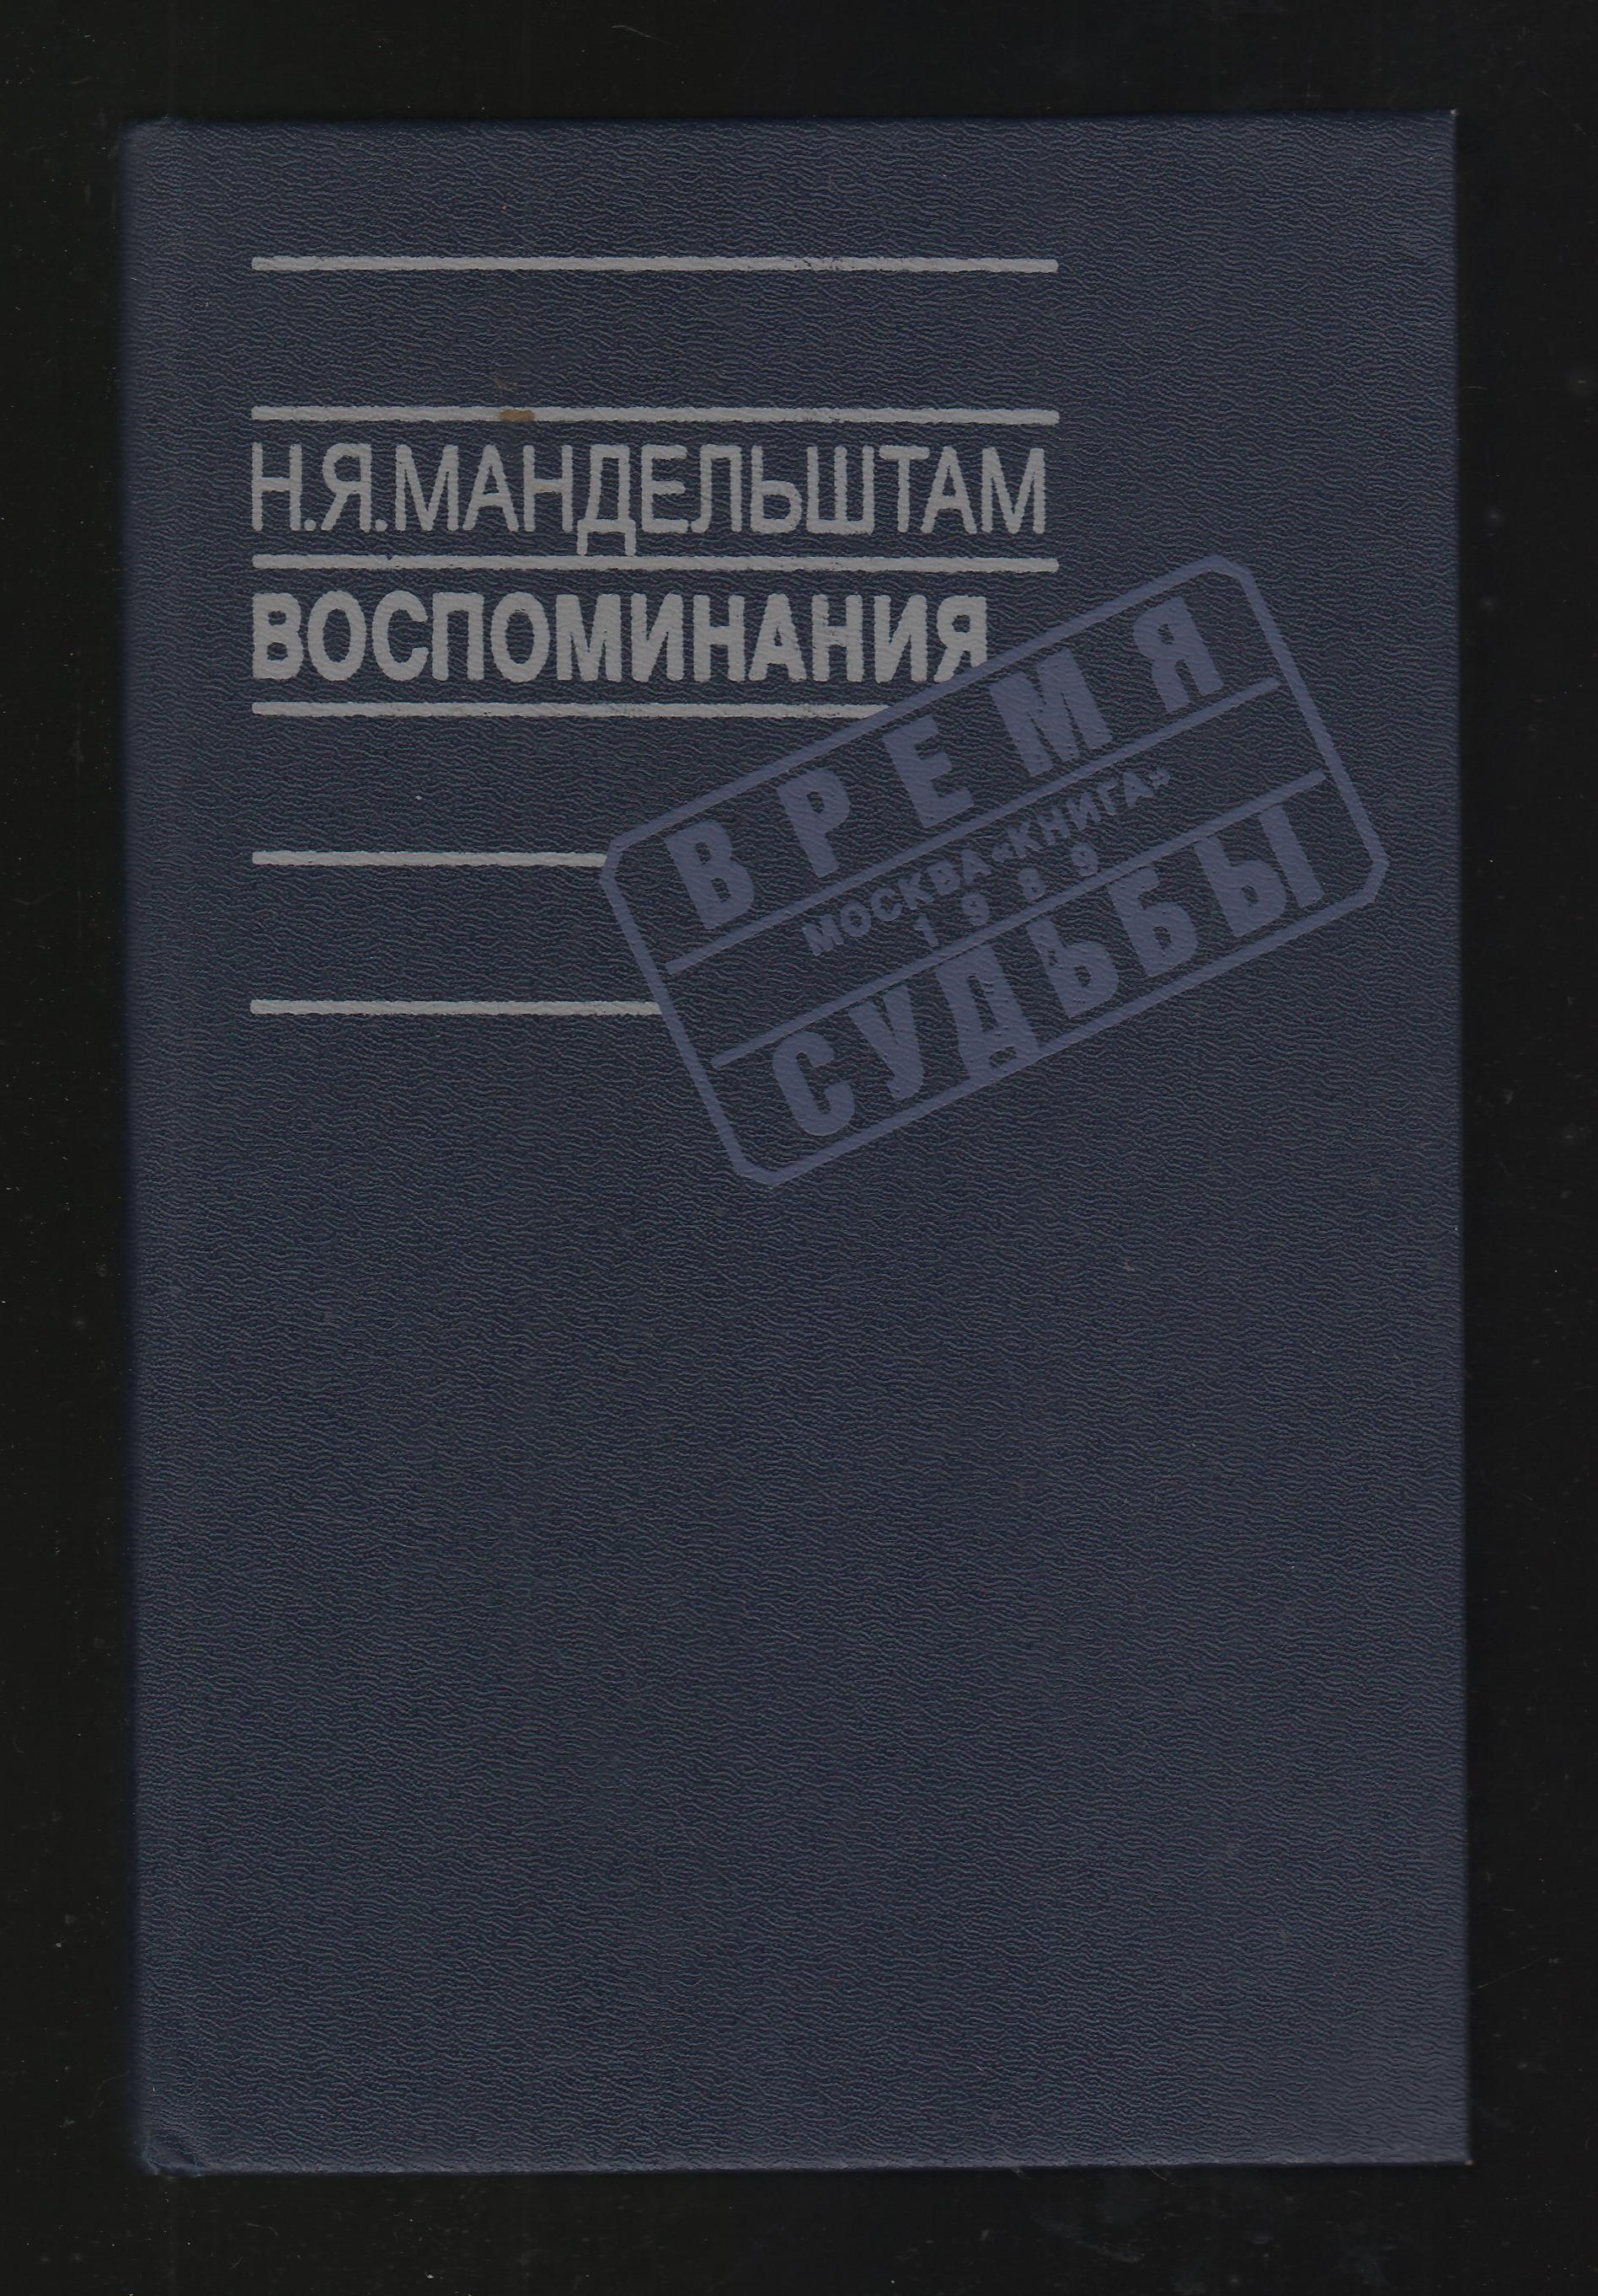 Н.Я.МАНДЕЛЬШТАМ
ВОСПОМИНАНИЯ
ВРЕМЯ
МОСКВА «КНИГА»
1989
СУДЬБЫ